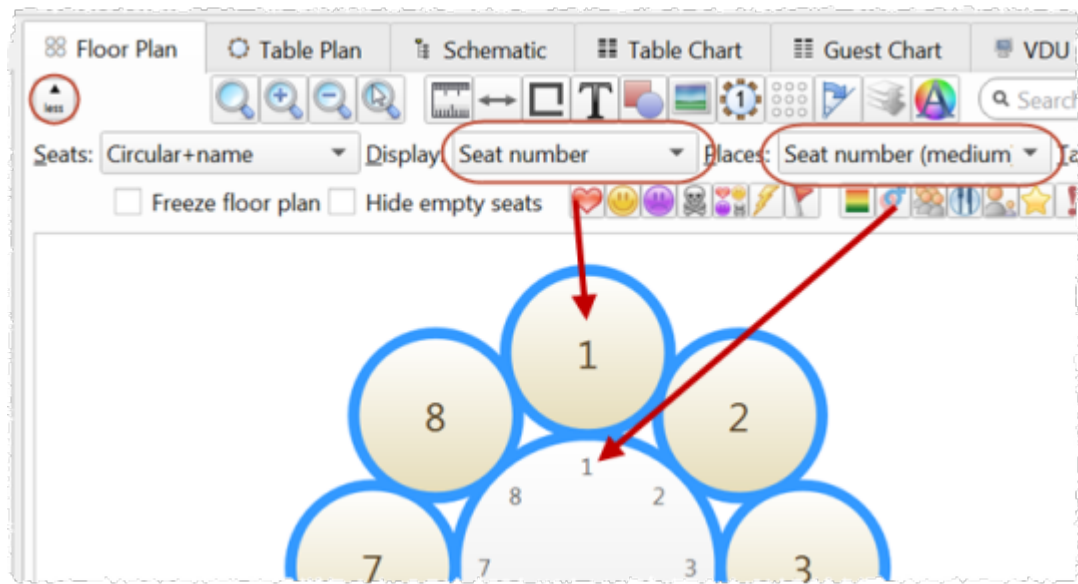 Floor Plan Table Plan Schematic Table Chart Guest Chart VDU
less T 1 A Search
Seats: Circular+name Display: Seat number Places: Seat number (medium)
Freeze floor plan Hide empty seats
1
8 2
1
8 2
7 7 3 3